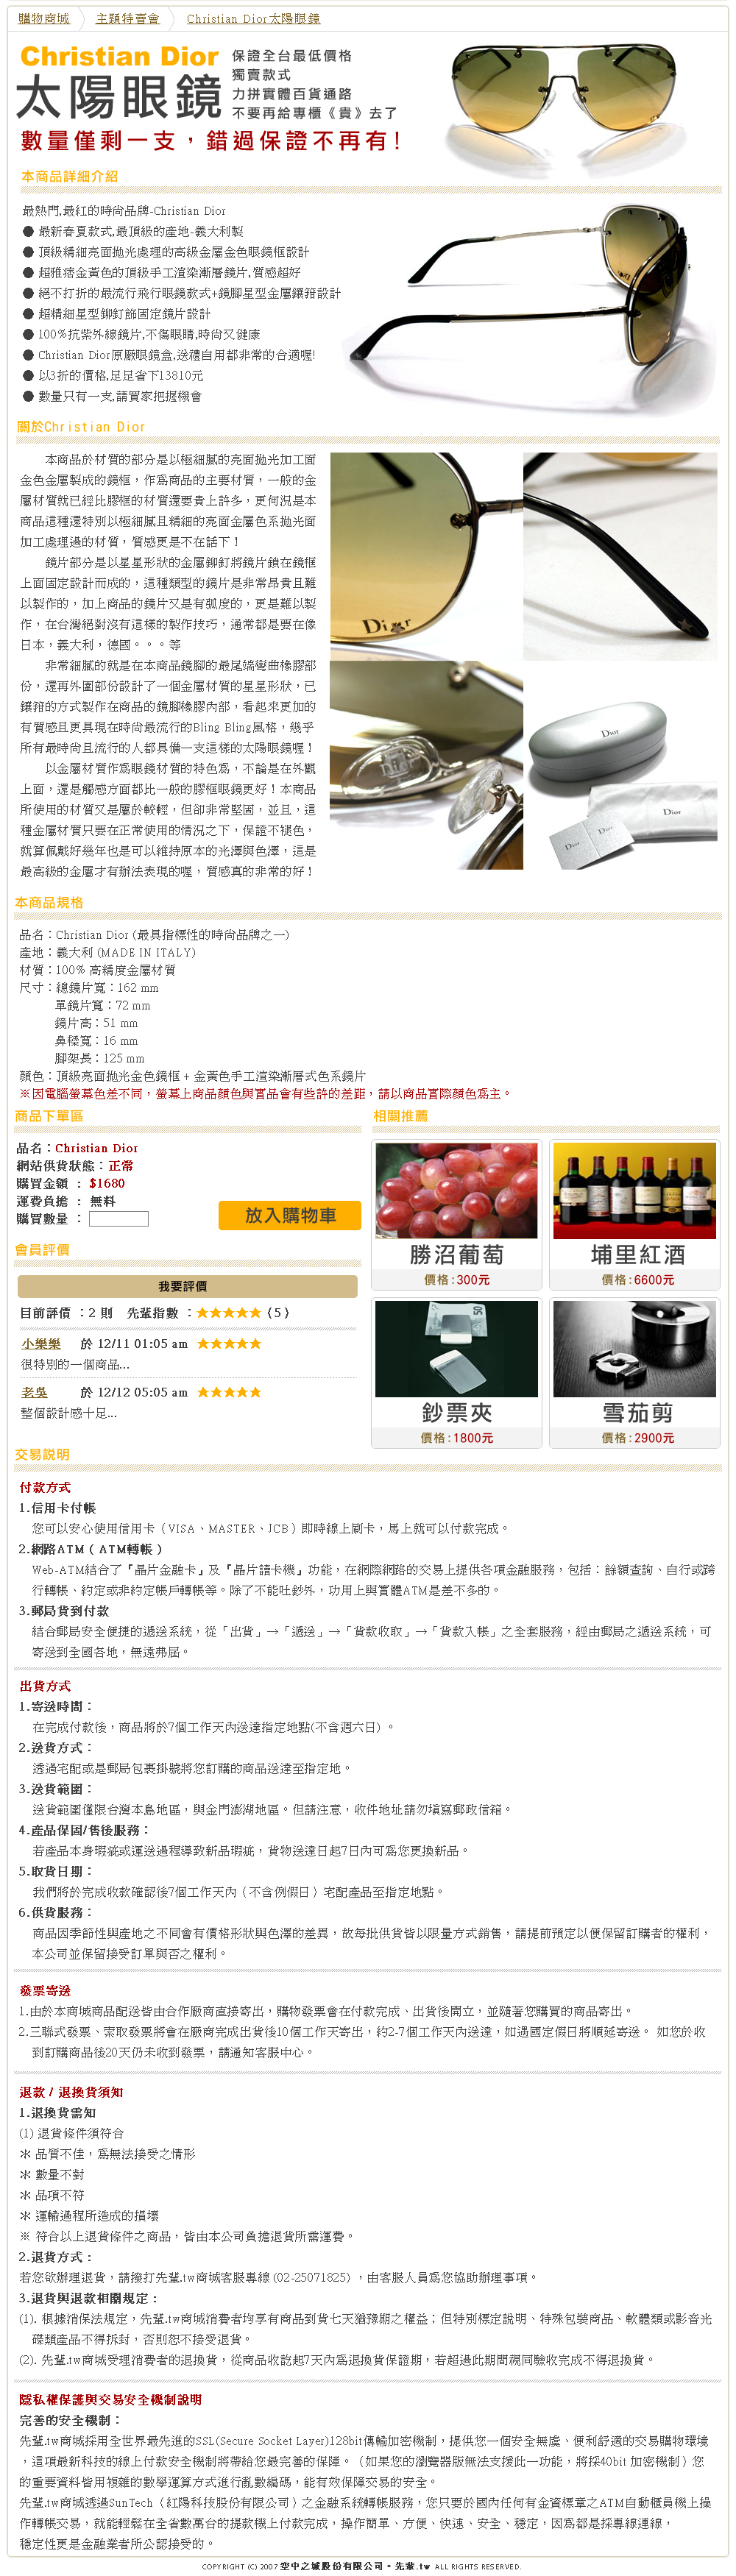 購物商城
主題特賣會
Christian Dior太陽眼鏡
Christian Dior
太陽眼鏡
保證全台最低價格
獨賣款式
力拼實體百貨通路
不要再給專櫃《貴》去了
數量僅剩一支，錯過保證不再有!
本商品詳細介紹
最熱門,最紅的時尚品牌-Christian Dior
● 最新春夏款式,最頂級的產地-義大利製
● 頂級精細亮面拋光處理的高級金屬金色眼鏡框設計
● 超雅痞金黃色的頂級手工渲染漸層鏡片,質感超好
● 絕不打折的最流行飛行眼鏡款式+鏡腳星型金屬鑲箝設計
● 超精細星型鉚釘飾固定鏡片設計
● 100%抗紫外線鏡片,不傷眼睛,時尚又健康
● Christian Dior原廠眼鏡盒,送禮自用都非常的合適喔!
● 以3折的價格,足足省下13810元
● 數量只有一支,請買家把握機會
關於Christian Dior
本商品於材質的部分是以極細膩的亮面拋光加工面
金色金屬製成的鏡框，作為商品的主要材質，一般的金
屬材質就已經比膠框的材質還要貴上許多，更何況是本
商品這種還特別以極細膩且精細的亮面金屬色系拋光面
加工處理過的材質，質感更是不在話下！
鏡片部分是以星星形狀的金屬鉚釘將鏡片鎖在鏡框
上面固定設計而成的，這種類型的鏡片是非常昂貴且難
以製作的，加上商品的鏡片又是有弧度的，更是難以製
作，在台灣絕對沒有這樣的製作技巧，通常都是要在像
日本，義大利，德國。。。等
非常細膩的就是在本商品鏡腳的最尾端彎曲橡膠部
份，還再外圍部份設計了一個金屬材質的星星形狀，已
鑲箝的方式製作在商品的鏡腳橡膠內部，看起來更加的
有質感且更具現在時尚最流行的Bling Bling風格，幾乎
所有最時尚且流行的人都具備一支這樣的太陽眼鏡喔！
以金屬材質作為眼鏡材質的特色為，不論是在外觀
上面，還是觸感方面都比一般的膠框眼鏡更好！本商品
所使用的材質又是屬於較輕，但卻非常堅固，並且，這
種金屬材質只要在正常使用的情況之下，保證不褪色，
就算佩戴好幾年也是可以維持原本的光澤與色澤，這是
最高級的金屬才有辦法表現的喔，質感真的非常的好！
Dior
Dior
Dior
Dior
Dior
Dior
本商品規格
品名：Christian Dior (最具指標性的時尚品牌之一)
產地：義大利 (MADE IN ITALY)
材質：100% 高精度金屬材質
尺寸：總鏡片寬：162 mm
單鏡片寬：72 mm
鏡片高：51 mm
鼻樑寬：16 mm
腳架長：125 mm
顏色：頂級亮面拋光金色鏡框 + 金黃色手工渲染漸層式色系鏡片
※因電腦螢幕色差不同，螢幕上商品顏色與實品會有些許的差距，請以商品實際顏色為主。
商品下單區
品名：Christian Dior
網站供貨狀態：正常
購買金額 ： $1680
運費負擔 ： 無料
購買數量 ：
放入購物車
相關推薦
勝沼葡萄
價格:300元
埔里紅酒
價格:6600元
鈔票夾
價格:1800元
雪茄剪
價格:2900元
會員評價
我要評價
目前評價 ：2 則 先輩指數 ：★★★★★ ( 5 )
小樂樂 於 12/11 01:05 am ★★★★★
很特別的一個商品...
老吳 於 12/12 05:05 am ★★★★★
整個設計感十足...
交易說明
付款方式
1.信用卡付帳
您可以安心使用信用卡（VISA、MASTER、JCB）即時線上刷卡，馬上就可以付款完成。
2.網路ATM ( ATM轉帳 )
Web-ATM結合了『晶片金融卡』及『晶片讀卡機』功能，在網際網路的交易上提供各項金融服務，包括：餘額查詢、自行或跨
行轉帳、約定或非約定帳戶轉帳等。除了不能吐鈔外，功用上與實體ATM是差不多的。
3.郵局貨到付款
結合郵局安全便捷的遞送系統，從「出貨」→「遞送」→「貨款收取」→「貨款入帳」之全套服務，經由郵局之遞送系統，可
寄送到全國各地，無遠弗屆。
出貨方式
1.寄送時間：
在完成付款後，商品將於7個工作天內送達指定地點(不含週六日) 。
2.送貨方式：
透過宅配或是郵局包裹掛號將您訂購的商品送達至指定地。
3.送貨範圍：
送貨範圍僅限台灣本島地區，與金門澎湖地區。但請注意，收件地址請勿填寫郵政信箱。
4.產品保固/售後服務：
若產品本身瑕疵或運送過程導致新品瑕疵，貨物送達日起7日內可為您更換新品。
5.取貨日期：
我們將於完成收款確認後7個工作天內（不含例假日）宅配產品至指定地點。
6.供貨服務：
商品因季節性與產地之不同會有價格形狀與色澤的差異，故每批供貨皆以限量方式銷售，請提前預定以便保留訂購者的權利，
本公司並保留接受訂單與否之權利。
發票寄送
1.由於本商城商品配送皆由合作廠商直接寄出，購物發票會在付款完成、出貨後開立，並隨著您購買的商品寄出。
2.三聯式發票、索取發票將會在廠商完成出貨後10個工作天寄出，約2-7個工作天內送達，如遇國定假日將順延寄送。 如您於收
到訂購商品後20天仍未收到發票，請通知客服中心。
退款 / 退換貨須知
1.退換貨需知
(1) 退貨條件須符合
＊ 品質不佳，為無法接受之情形
＊ 數量不對
＊ 品項不符
＊ 運輸過程所造成的損壞
※ 符合以上退貨條件之商品，皆由本公司負擔退貨所需運費。
2.退貨方式：
若您欲辦理退貨，請撥打先輩.tw商城客服專線 (02-25071825) ，由客服人員為您協助辦理事項。
3.退貨與退款相關規定：
(1). 根據消保法規定，先輩.tw商城消費者均享有商品到貨七天猶豫期之權益；但特別標定說明、特殊包裝商品、軟體類或影音光
碟類產品不得拆封，否則恕不接受退貨。
(2). 先輩.tw商城受理消費者的退換貨，從商品收訖起7天內為退換貨保證期，若超過此期間視同驗收完成不得退換貨。
隱私權保護與交易安全機制說明
完善的安全機制：
先輩.tw商城採用全世界最先進的SSL(Secure Socket Layer)128bit傳輸加密機制，提供您一個安全無虞、便利舒適的交易購物環境
，這項最新科技的線上付款安全機制將帶給您最完善的保障。（如果您的瀏覽器版無法支援此一功能，將採40bit 加密機制）您
的重要資料皆用複雜的數學運算方式進行亂數編碼，能有效保障交易的安全。
先輩.tw商城透過SunTech（紅陽科技股份有限公司）之金融系統轉帳服務，您只要於國內任何有金資標章之ATM自動櫃員機上操
作轉帳交易，就能輕鬆在全省數萬台的提款機上付款完成，操作簡單、方便、快速、安全、穩定，因為都是採專線連線，
穩定性更是金融業者所公認接受的。
COPYRIGHT (C) 2007 空中之城股份有限公司。先輩.tw ALL RIGHTS RESERVED.